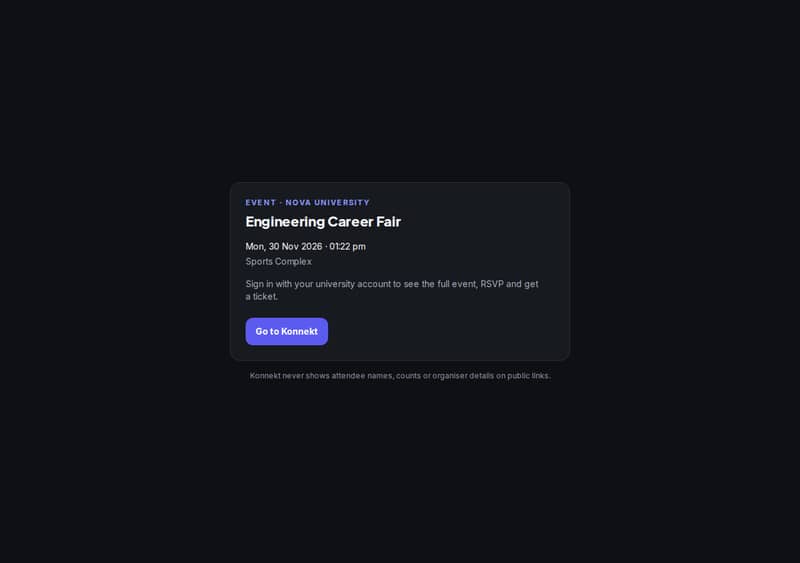 EVENT · NOVA UNIVERSITY
Engineering Career Fair
Mon, 30 Nov 2026 · 01:22 pm
Sports Complex
Sign in with your university account to see the full event, RSVP and get
a ticket.
Go to Konnekt
Konnekt never shows attendee names, counts or organiser details on public links.